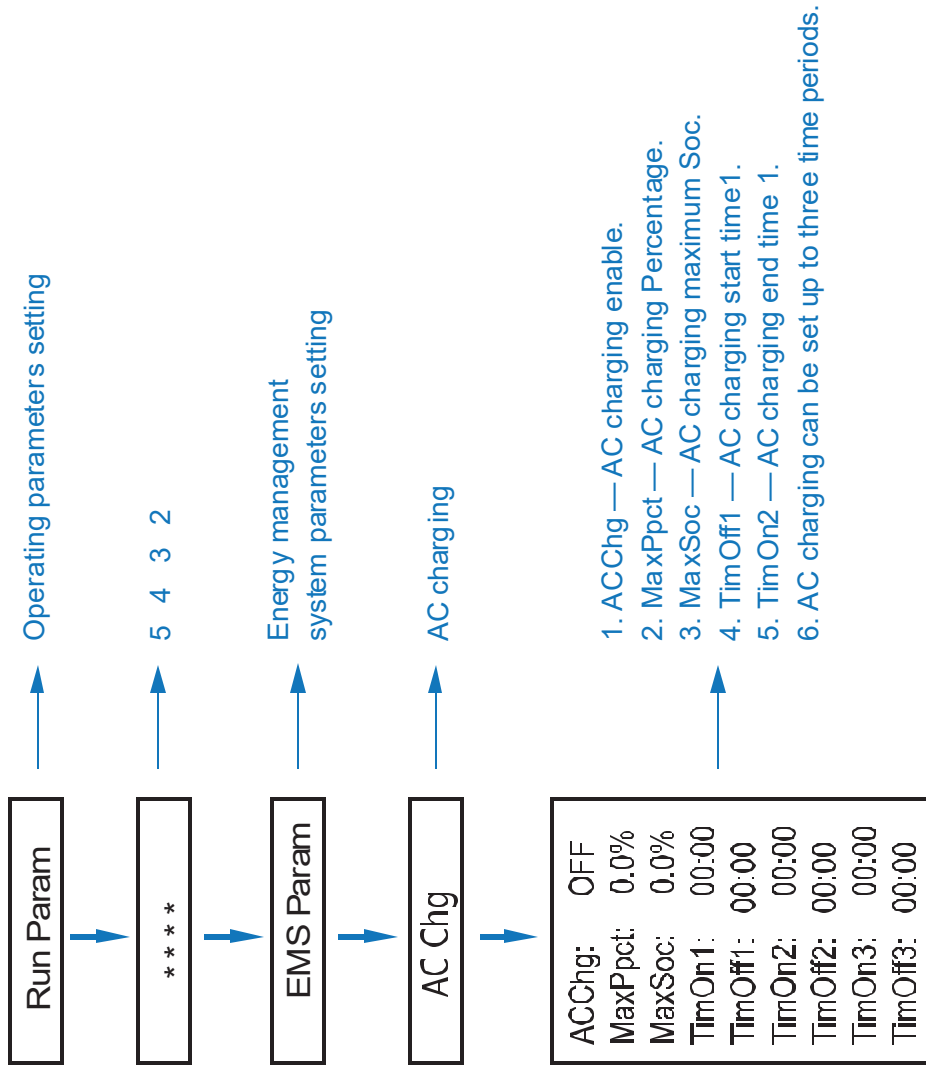 Run Param
Operating parameters setting
* * * *
5 4 3 2
EMS Param
Energy management
system parameters setting
AC Chg
AC charging
ACChg: OFF
MaxPpct: 0.0%
MaxSoc: 0.0%
TimOn1: 00:00
TimOff1: 00:00
TimOn2: 00:00
TimOff2: 00:00
TimOn3: 00:00
TimOff3: 00:00
1. ACChg — AC charging enable.
2. MaxPpct — AC charging Percentage.
3. MaxSoc — AC charging maximum Soc.
4. TimOff1 — AC charging start time1.
5. TimOn2 — AC charging end time 1.
6. AC charging can be set up to three time periods.